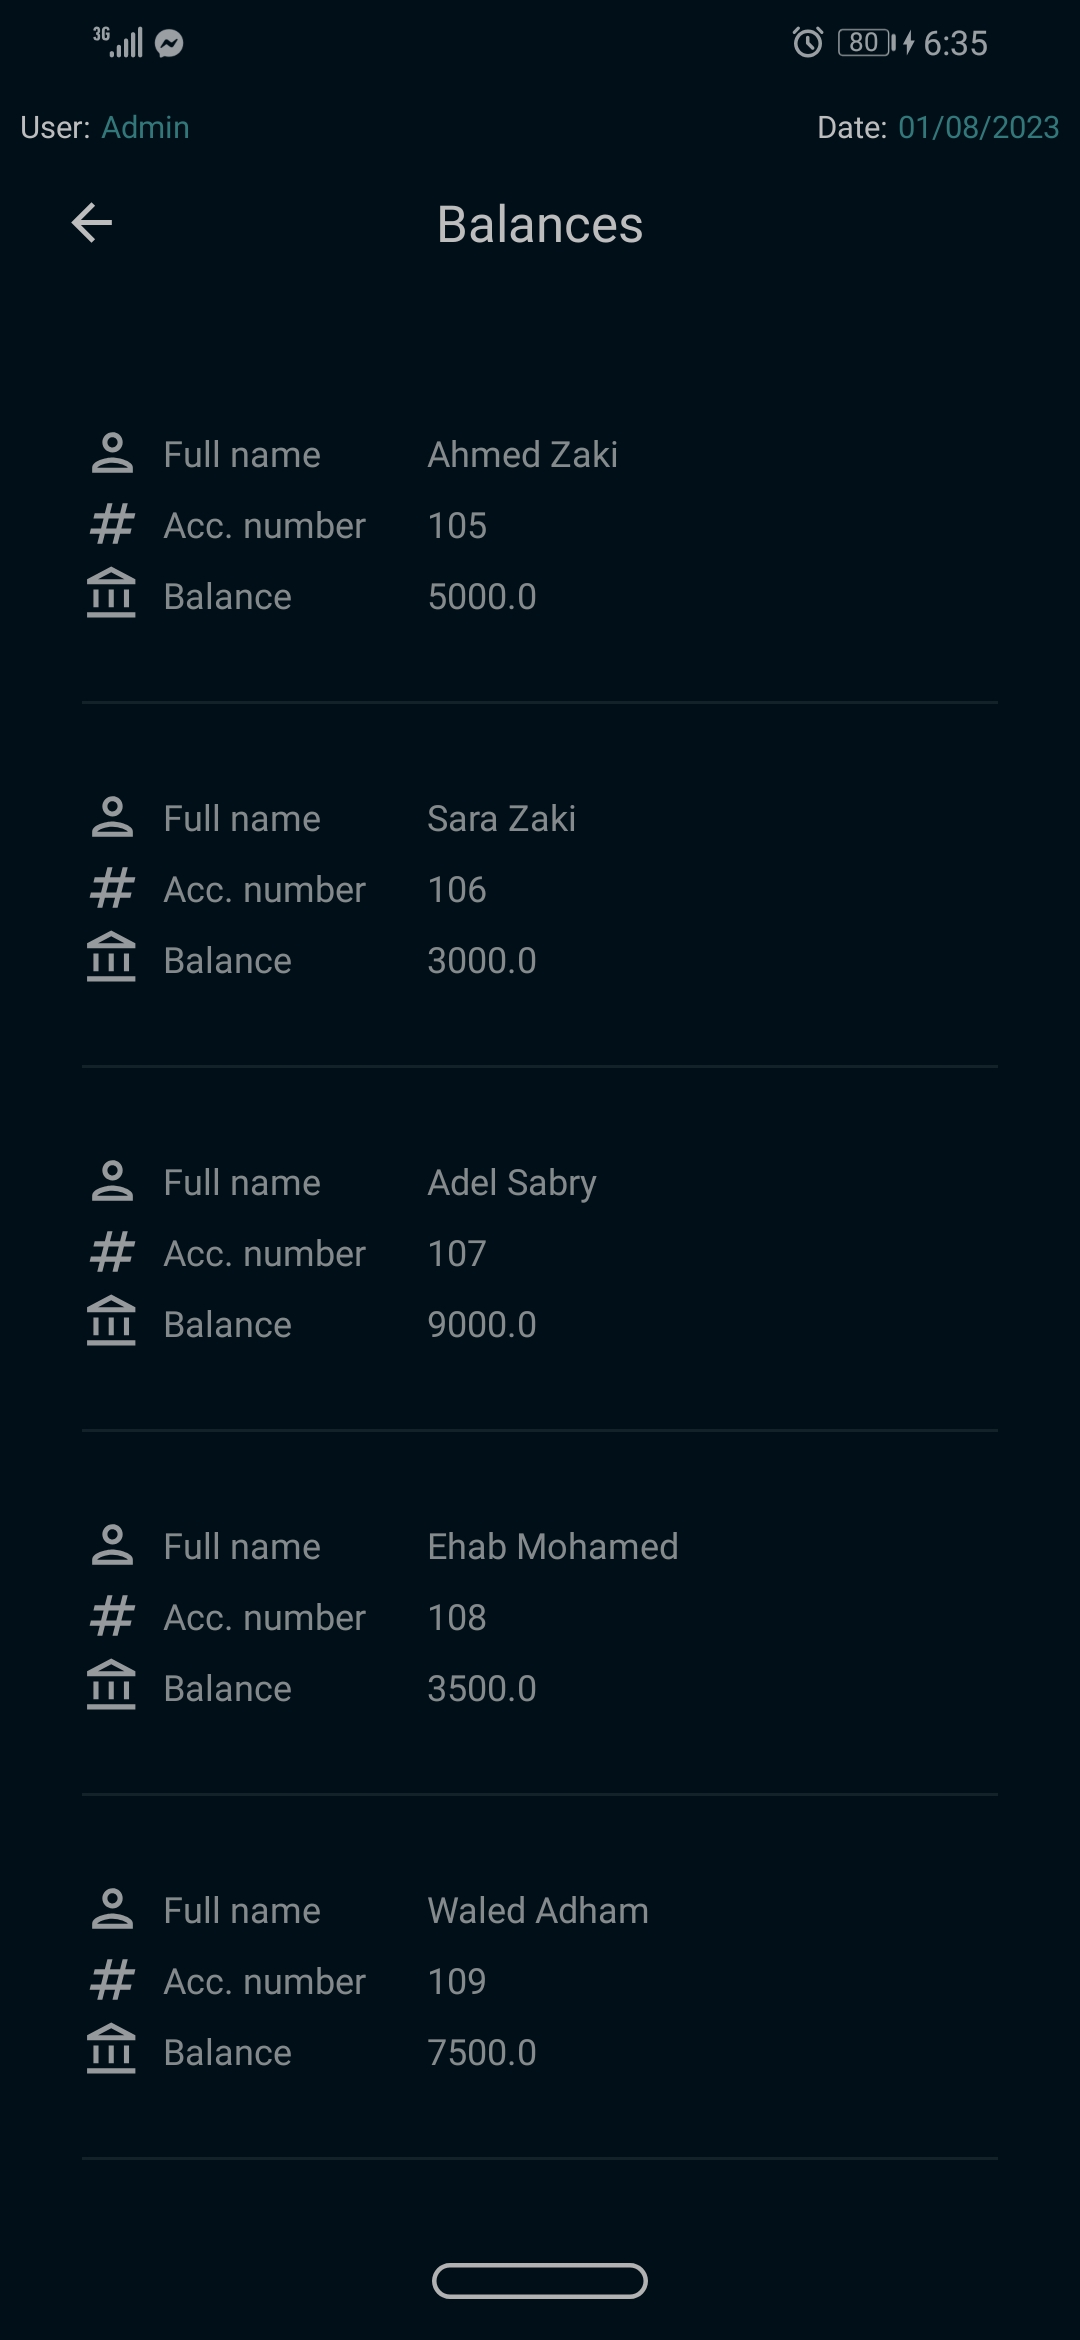 3G 80 6:35
User: Admin Date: 01/08/2023
Balances
Full name Ahmed Zaki
# Acc. number 105
Balance 5000.0
Full name Sara Zaki
# Acc. number 106
Balance 3000.0
Full name Adel Sabry
# Acc. number 107
Balance 9000.0
Full name Ehab Mohamed
# Acc. number 108
Balance 3500.0
Full name Waled Adham
# Acc. number 109
Balance 7500.0